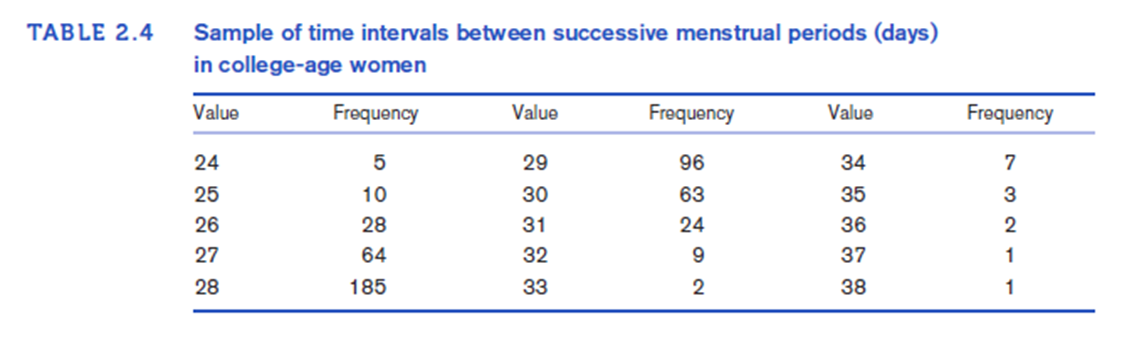 TABLE 2.4 Sample of time intervals between successive menstrual periods (days)
in college-age women
Value Frequency Value Frequency Value Frequency
24 5 29 96 34 7
25 10 30 63 35 3
26 28 31 24 36 2
27 64 32 9 37 1
28 185 33 2 38 1